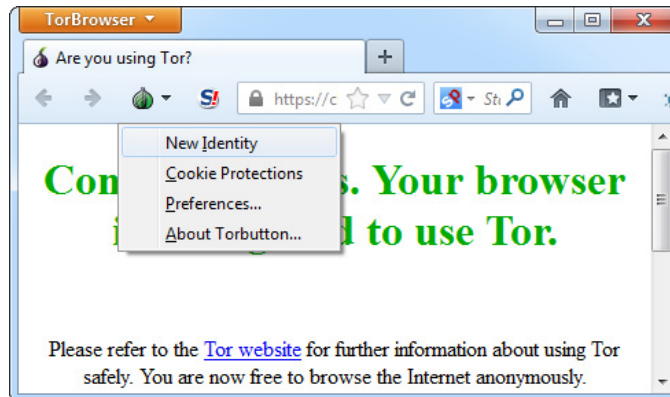 TorBrowser
Are you using Tor?
S! https://c Sti
New Identity
Cookie Protections
Preferences...
About Torbutton...
Con s. Your browser
i g d to use Tor.
Please refer to the Tor website for further information about using Tor
safely. You are now free to browse the Internet anonymously.